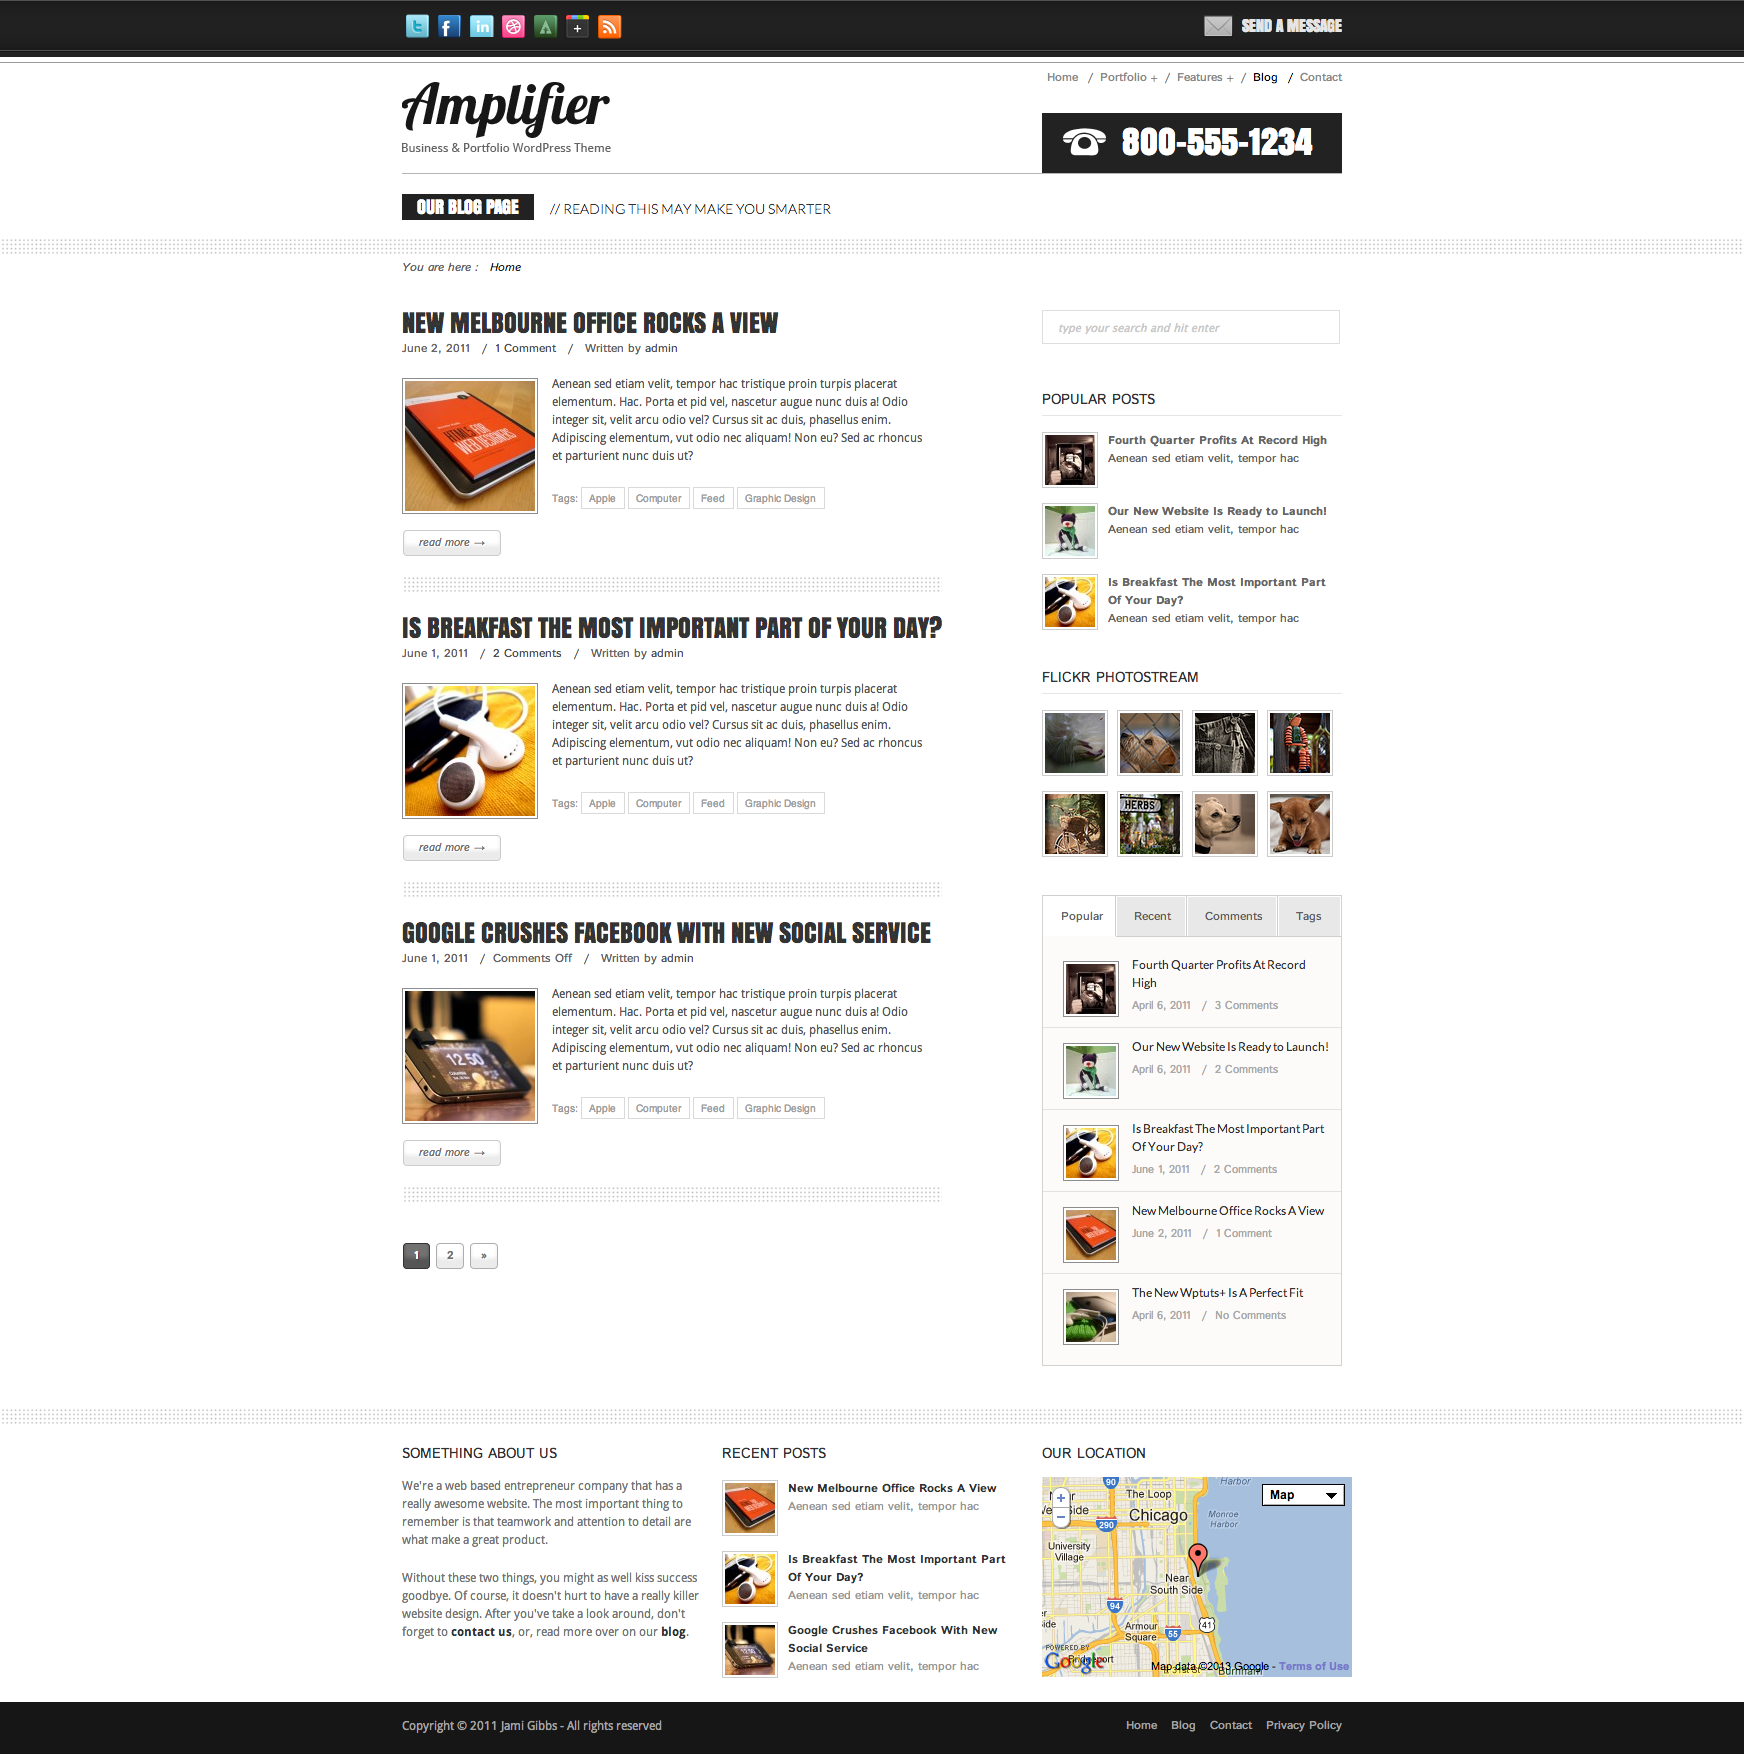 SEND A MESSAGE
Home / Portfolio + / Features + / Blog / Contact
Amplifier
Business & Portfolio WordPress Theme
800-555-1234
OUR BLOG PAGE // READING THIS MAY MAKE YOU SMARTER
You are here : Home
NEW MELBOURNE OFFICE ROCKS A VIEW
June 2, 2011 / 1 Comment / Written by admin
HTML5 FOR
WEB DESIGNERS
Aenean sed etiam velit, tempor hac tristique proin turpis placerat
elementum. Hac. Porta et pid vel, nascetur augue nunc duis a! Odio
integer sit, velit arcu odio vel? Cursus sit ac duis, phasellus enim.
Adipiscing elementum, vut odio nec aliquam! Non eu? Sed ac rhoncus
et parturient nunc duis ut?
Tags: Apple Computer Feed Graphic Design
read more →
IS BREAKFAST THE MOST IMPORTANT PART OF YOUR DAY?
June 1, 2011 / 2 Comments / Written by admin
Aenean sed etiam velit, tempor hac tristique proin turpis placerat
elementum. Hac. Porta et pid vel, nascetur augue nunc duis a! Odio
integer sit, velit arcu odio vel? Cursus sit ac duis, phasellus enim.
Adipiscing elementum, vut odio nec aliquam! Non eu? Sed ac rhoncus
et parturient nunc duis ut?
Tags: Apple Computer Feed Graphic Design
read more →
GOOGLE CRUSHES FACEBOOK WITH NEW SOCIAL SERVICE
June 1, 2011 / Comments Off / Written by admin
12:50
Aenean sed etiam velit, tempor hac tristique proin turpis placerat
elementum. Hac. Porta et pid vel, nascetur augue nunc duis a! Odio
integer sit, velit arcu odio vel? Cursus sit ac duis, phasellus enim.
Adipiscing elementum, vut odio nec aliquam! Non eu? Sed ac rhoncus
et parturient nunc duis ut?
Tags: Apple Computer Feed Graphic Design
read more →
1 2 »
type your search and hit enter
POPULAR POSTS
Fourth Quarter Profits At Record High
Aenean sed etiam velit, tempor hac
Our New Website Is Ready to Launch!
Aenean sed etiam velit, tempor hac
Is Breakfast The Most Important Part
Of Your Day?
Aenean sed etiam velit, tempor hac
FLICKR PHOTOSTREAM
HERBS
Popular Recent Comments Tags
Fourth Quarter Profits At Record
High
April 6, 2011 / 3 Comments
Our New Website Is Ready to Launch!
April 6, 2011 / 2 Comments
Is Breakfast The Most Important Part
Of Your Day?
June 1, 2011 / 2 Comments
New Melbourne Office Rocks A View
June 2, 2011 / 1 Comment
The New Wptuts+ Is A Perfect Fit
April 6, 2011 / No Comments
SOMETHING ABOUT US
We're a web based entrepreneur company that has a
really awesome website. The most important thing to
remember is that teamwork and attention to detail are
what make a great product.
Without these two things, you might as well kiss success
goodbye. Of course, it doesn't hurt to have a really killer
website design. After you've take a look around, don't
forget to contact us, or, read more over on our blog.
RECENT POSTS
New Melbourne Office Rocks A View
Aenean sed etiam velit, tempor hac
Is Breakfast The Most Important Part
Of Your Day?
Aenean sed etiam velit, tempor hac
Google Crushes Facebook With New
Social Service
Aenean sed etiam velit, tempor hac
OUR LOCATION
Harbor
90
The Loop
Map
Chicago
Monroe
Harbor
290
University
Village
Near
South Side
94
41
Armour
Square
55
POWERED BY
Google
Map data ©2013 Google - Terms of Use
Copyright © 2011 Jami Gibbs - All rights reserved
Home Blog Contact Privacy Policy